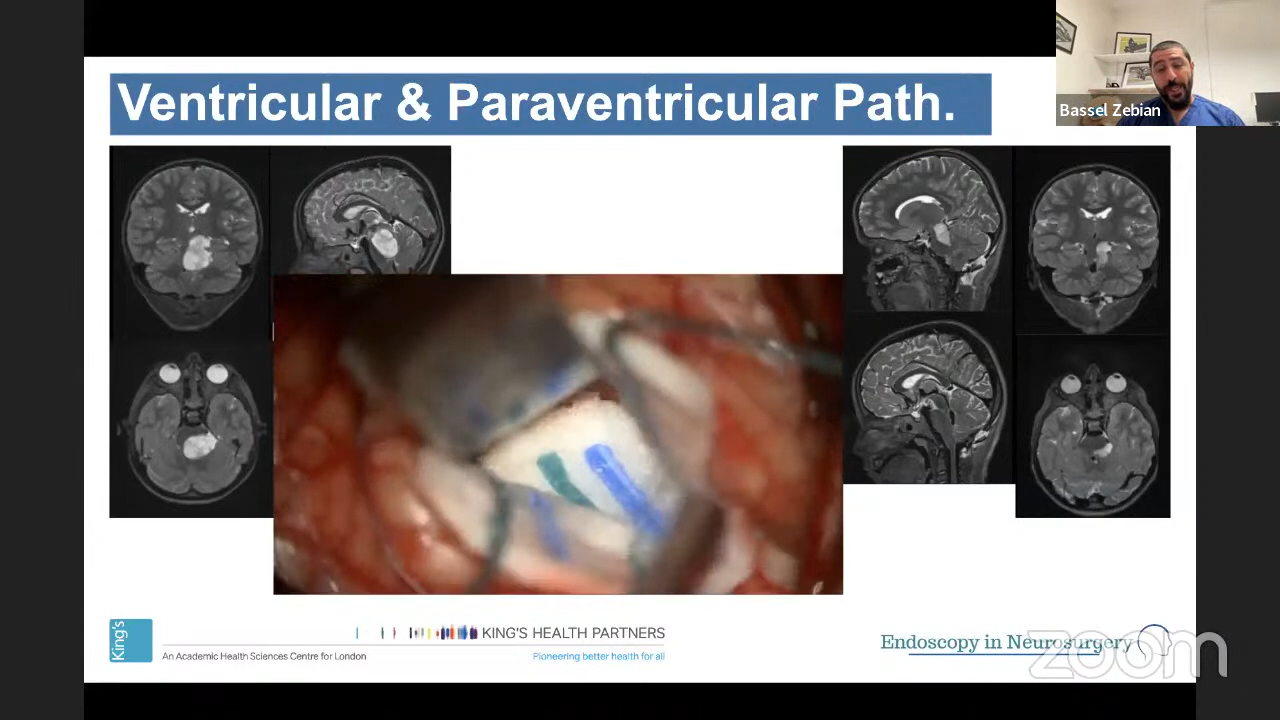 Ventricular & Paraventricular Path.
Bassel Zebian
King's
KING'S HEALTH PARTNERS
An Academic Health Sciences Centre for London
Pioneering better health for all
Endoscopy in Neurosurgery
zoom